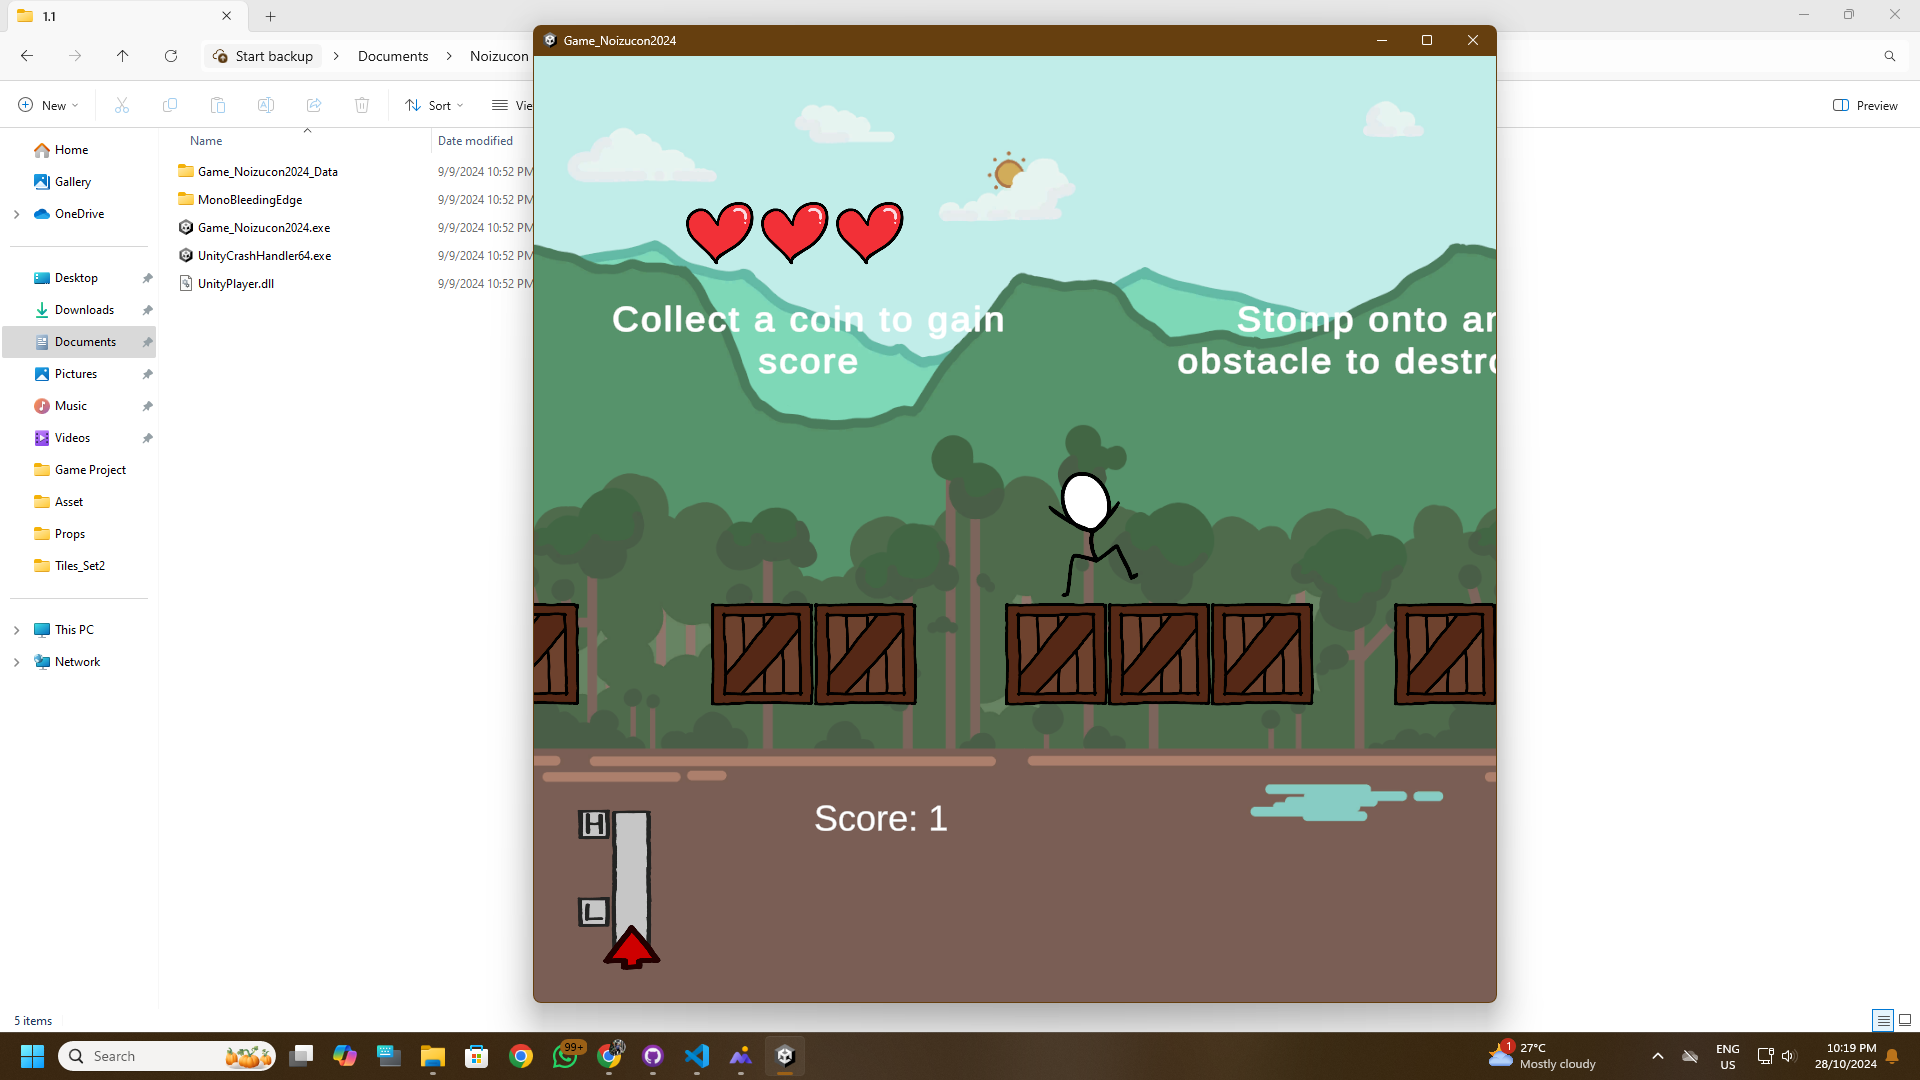 1.1
Start backup
Documents
Noizucon
New
Sort
Preview
Name
Date modified
Home
Gallery
OneDrive
Desktop
Downloads
Documents
Pictures
Music
Videos
Game Project
Asset
Props
Tiles_Set2
This PC
Network
Game_Noizucon2024_Data
9/9/2024 10:52 PM
MonoBleedingEdge
9/9/2024 10:52 PM
Game_Noizucon2024.exe
9/9/2024 10:52 PM
UnityCrashHandler64.exe
9/9/2024 10:52 PM
UnityPlayer.dll
9/9/2024 10:52 PM
Game_Noizucon2024
Collect a coin to gain
score
Stomp onto
obstacle to
H
L
Score: 1
5 items
Search
99+
1
27°C
Mostly cloudy
ENG
US
10:19 PM
28/10/2024